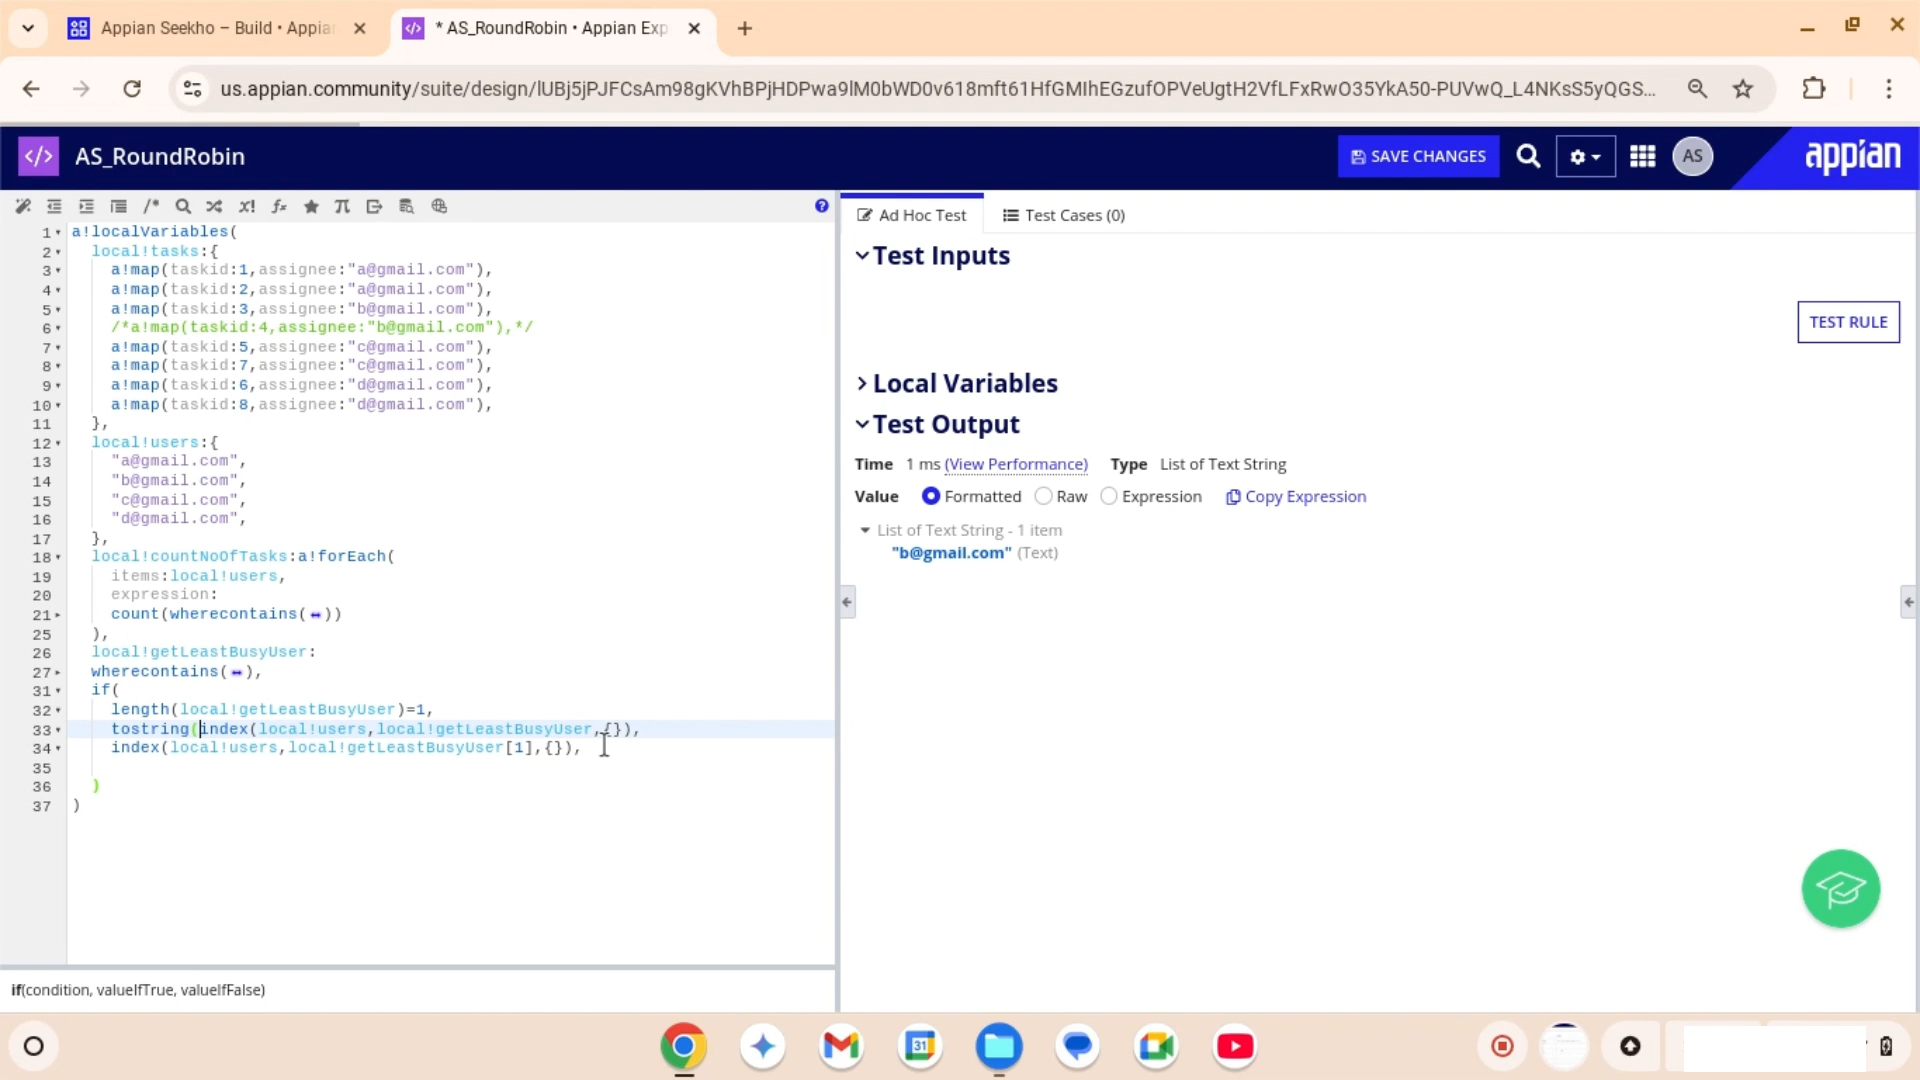 Appian Seekho – Build • Appian
* AS_RoundRobin • Appian Exp
us.appian.community/suite/design/lUBj5jPJFCsAm98gKVhBPjHDPwa9lM0bWD0v618mft61HfGMIhEGzufOPVeUgtH2VfLFxRwO35YkA50-PUVwQ_L4NKsS5yQGS...
</> AS_RoundRobin
SAVE CHANGES
AS
appian
Ad Hoc Test
Test Cases (0)
1 a!localVariables(
2 local!tasks:{
3 a!map(taskid:1,assignee:"a@gmail.com"),
4 a!map(taskid:2,assignee:"a@gmail.com"),
5 a!map(taskid:3,assignee:"b@gmail.com"),
6 /*a!map(taskid:4,assignee:"b@gmail.com"),*/
7 a!map(taskid:5,assignee:"c@gmail.com"),
8 a!map(taskid:7,assignee:"c@gmail.com"),
9 a!map(taskid:6,assignee:"d@gmail.com"),
10 a!map(taskid:8,assignee:"d@gmail.com"),
11 },
12 local!users:{
13 "a@gmail.com",
14 "b@gmail.com",
15 "c@gmail.com",
16 "d@gmail.com",
17 },
18 local!countNoOfTasks:a!forEach(
19 items:local!users,
20 expression:
21 count(wherecontains(↔))
25 ),
26 local!getLeastBusyUser:
27 wherecontains(↔),
31 if(
32 length(local!getLeastBusyUser)=1,
33 tostring(index(local!users,local!getLeastBusyUser,{}),
34 index(local!users,local!getLeastBusyUser[1],{}),
35
36 )
37 )
if(condition, valueIfTrue, valueIfFalse)
Test Inputs
TEST RULE
Local Variables
Test Output
Time 1 ms (View Performance) Type List of Text String
Value Formatted Raw Expression Copy Expression
List of Text String - 1 item
"b@gmail.com" (Text)
31